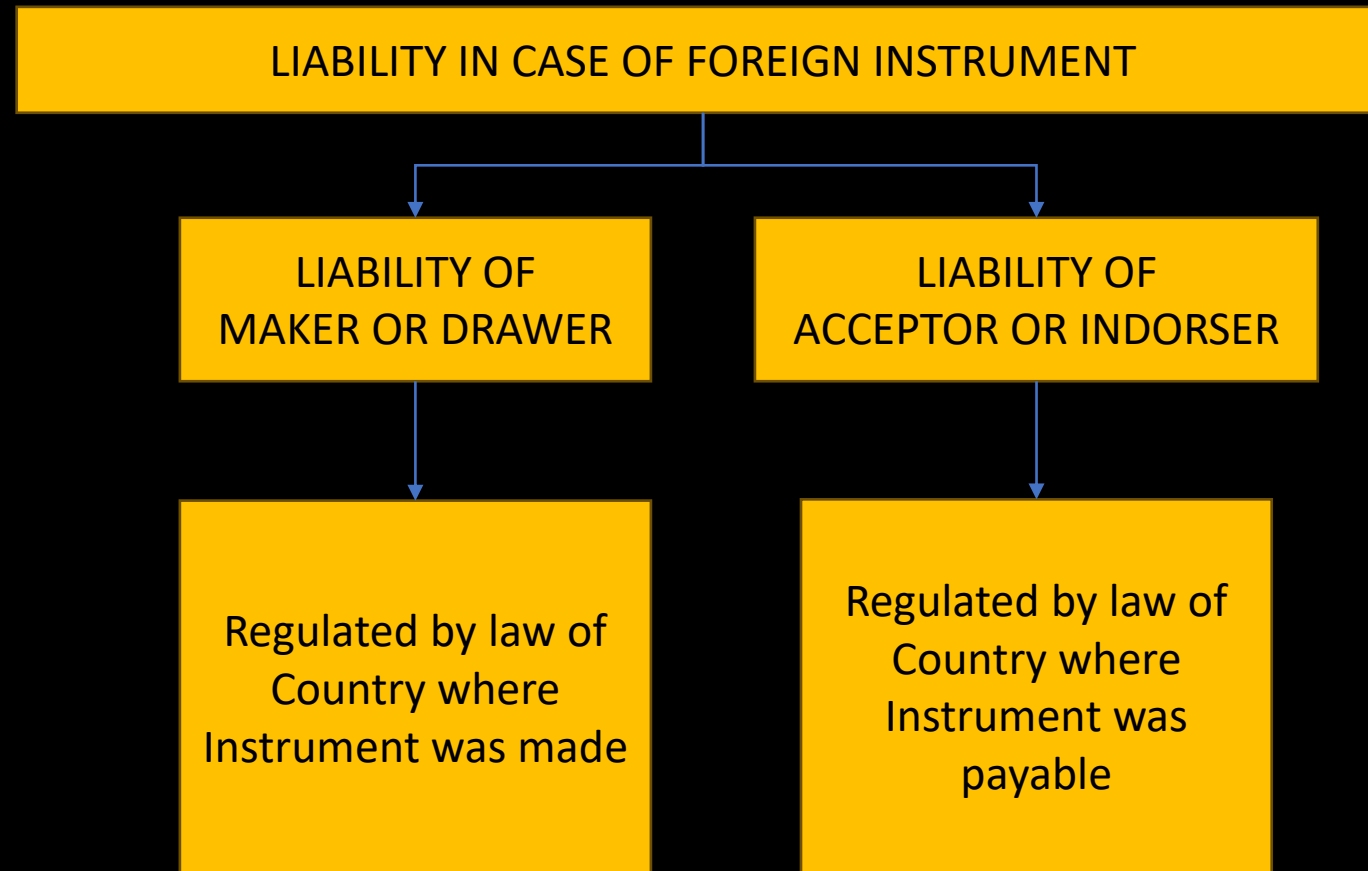 LIABILITY IN CASE OF FOREIGN INSTRUMENT
LIABILITY OF
MAKER OR DRAWER
LIABILITY OF
ACCEPTOR OR INDORSER
Regulated by law of
Country where
Instrument was made
Regulated by law of
Country where
Instrument was
payable